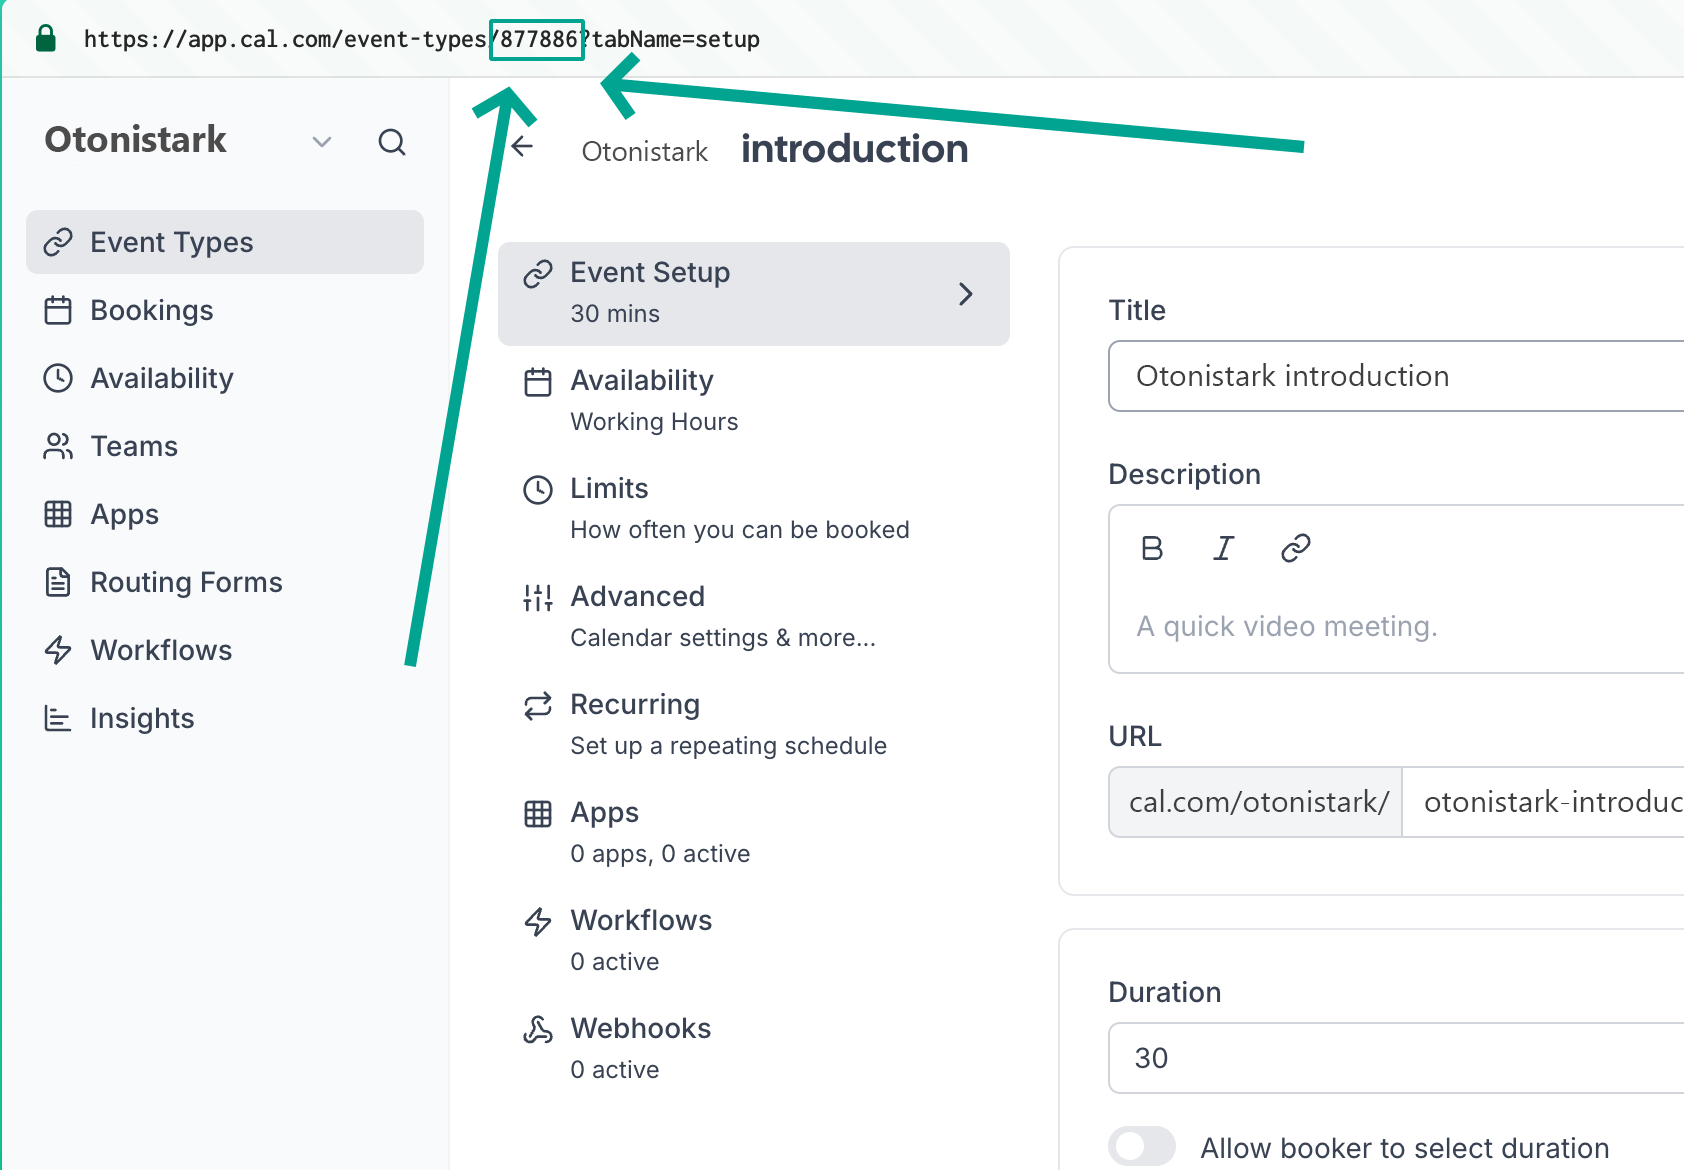 https://app.cal.com/event-types/877886?tabName=setup
Otonistark
Event Types
Bookings
Availability
Teams
Apps
Routing Forms
Workflows
Insights
Otonistark introduction
Event Setup
30 mins
Availability
Working Hours
Limits
How often you can be booked
Advanced
Calendar settings & more...
Recurring
Set up a repeating schedule
Apps
0 apps, 0 active
Workflows
0 active
Webhooks
0 active
Title
Otonistark introduction
Description
B I
A quick video meeting.
URL
cal.com/otonistark/ otonistark-introduc
Duration
30
Allow booker to select duration